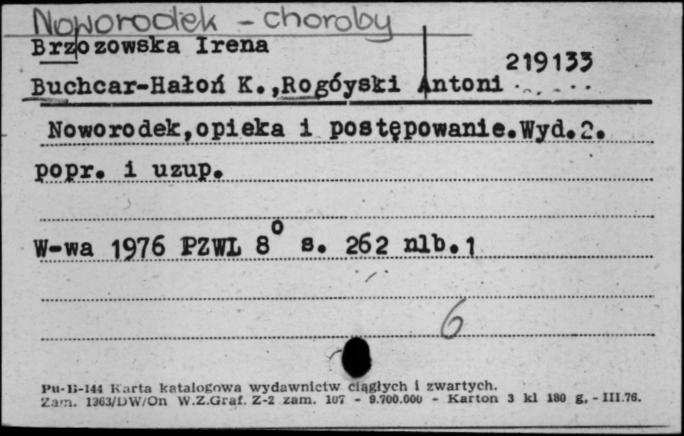 Noworodek - choroby
Brzozowska Irena
219133
Buchcar-Hałoń K.,Rogóyski Antoni
Noworodek,opieka i postępowanie.Wyd.2.
popr. i uzup.
W-wa 1976 PZWL 8° s. 262 nlb.1
6
Pu-B-144 Karta katalogowa wydawnictw ciągłych i zwartych.
Zam. 1363/DW/On W.Z.Graf. Z-2 zam. 107 - 9.700.000 - Karton 3 kl 180 g. - III.76.